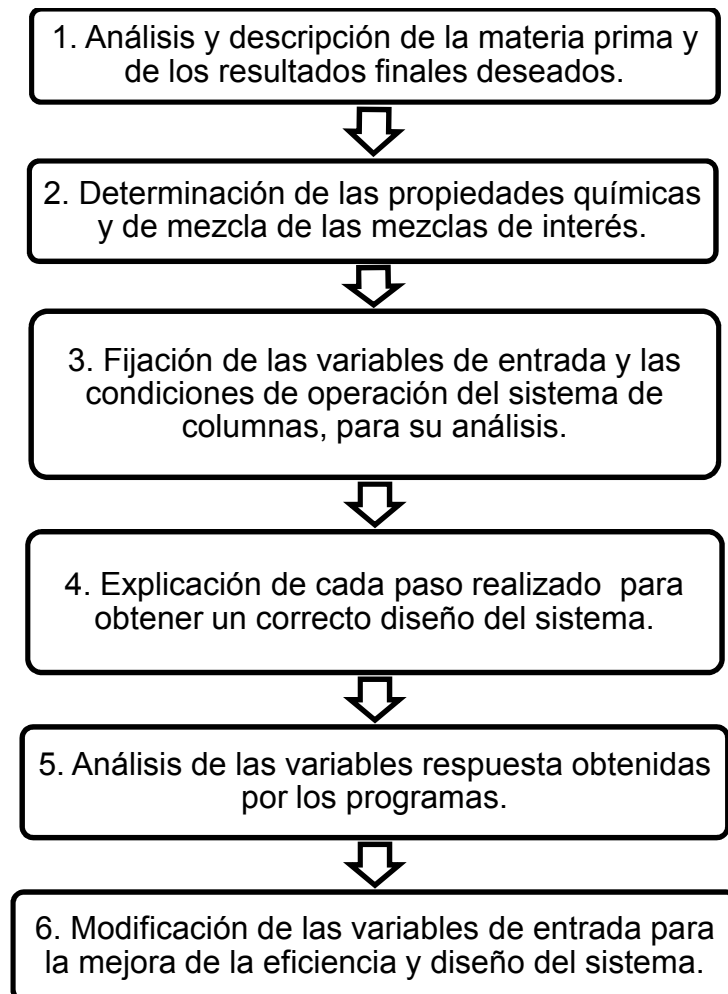 1. Análisis y descripción de la materia prima y
de los resultados finales deseados.
2. Determinación de las propiedades químicas
y de mezcla de las mezclas de interés.
3. Fijación de las variables de entrada y las
condiciones de operación del sistema de
columnas, para su análisis.
4. Explicación de cada paso realizado  para
obtener un correcto diseño del sistema.
5. Análisis de las variables respuesta obtenidas
por los programas.
6. Modificación de las variables de entrada para
la mejora de la eficiencia y diseño del sistema.